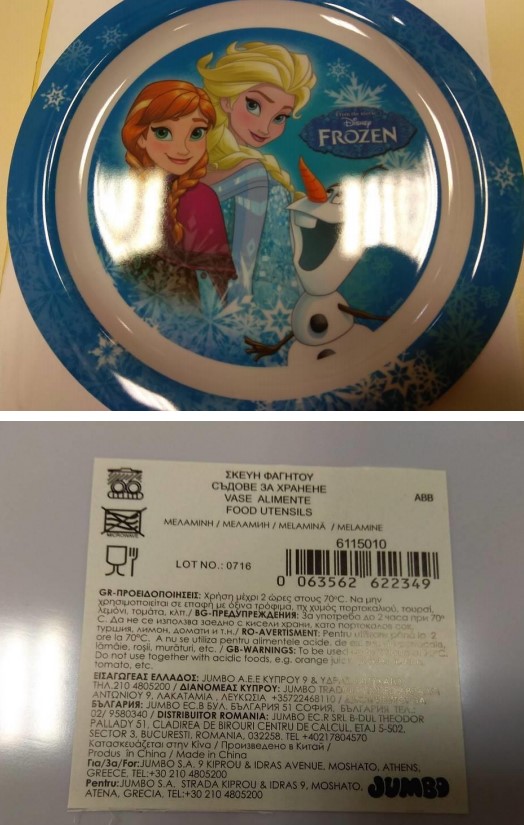 Disney
FROZEN
ΣΚΕΥΗ ΦΑΓΗΤΟΥ
СЪДОВЕ ЗА ХРАНЕНЕ
VASE ALIMENTE
FOOD UTENSILS
ABB
MICROWAVE
ΜΕΛΑΜΙΝΗ / МЕЛАМИН / MELAMINĂ / MELAMINE
6115010
LOT NO.: 0716
0 063562 622349
GR-ΠΡΟΕΙΔΟΠΟΙΗΣΕΙΣ: Χρήση μέχρι 2 ώρες στους 70°C. Να μην
χρησιμοποιείται σε επαφή με όξινα τρόφιμα, πχ χυμός πορτοκαλιού, τουρσί,
λεμόνι, τομάτα, κλπ./ BG-ПРЕДУПРЕЖДЕНИЯ: За употреба до 2 часа при 70°
C. Да не се използва заедно с кисели храни, като портокалов сок,
туршия, лимон, домати и т.н./ RO-AVERTISMENT: Pentru utilizare până la 2
ore la 70°C. A nu se utiliza pentru alimentele acide, de ex.
lămâie, roșii, murături, etc. / GB-WARNINGS: To be used
Do not use together with acidic foods, e.g. orange juice,
tomato, etc.
ΕΙΣΑΓΩΓΕΑΣ ΕΛΛΑΔΟΣ: JUMBO A.E.E ΚΥΠΡΟΥ 9 &
ΤΗΛ.210 4805200 / ΔΙΑΝΟΜΕΑΣ ΚΥΠΡΟΥ: JUMBO TRAD
ΑΝΤΩΝΙΟΥ 9, ΛΑΚΑΤΑΜΙΑ , ΛΕΥΚΩΣΙΑ +35722468110 /
БЪЛГАРИЯ: JUMBO EC.B БУЛ. БЪЛГАРИЯ 51 СОФИЯ, БЪЛГАРИЯ ТЕЛ.:
02/ 9580340 / DISTRIBUITOR ROMANIA: JUMBO EC.R SRL B-DUL THEODOR
PALLADY 51, CLADIREA DE BIROURI CENTRU DE CALCUL, ETAJ 5-502,
SECTOR 3, BUCURESTI, ROMANIA, 032258. TEL +40217804570
Κατασκευάζεται στην Κίνα / Произведено в Китай /
Produs în China / Made in China
Για/За/For:JUMBO S.A. 9 KIPROU & IDRAS AVENUE, MOSHATO, ATHENS,
GREECE. TEL:+30 210 4805200
Pentru:JUMBO S.A. STRADA KIPROU & IDRAS 9, MOSHATO,
ATENA, GRECIA. TEL:+30 210 4805200
JUMBO